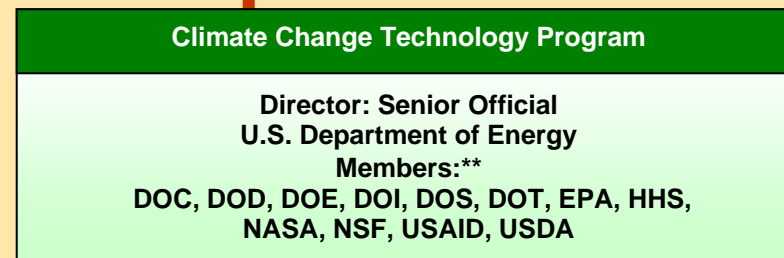 Climate Change Technology Program
Director: Senior Official
U.S. Department of Energy
Members:**
DOC, DOD, DOE, DOI, DOS, DOT, EPA, HHS,
NASA, NSF, USAID, USDA